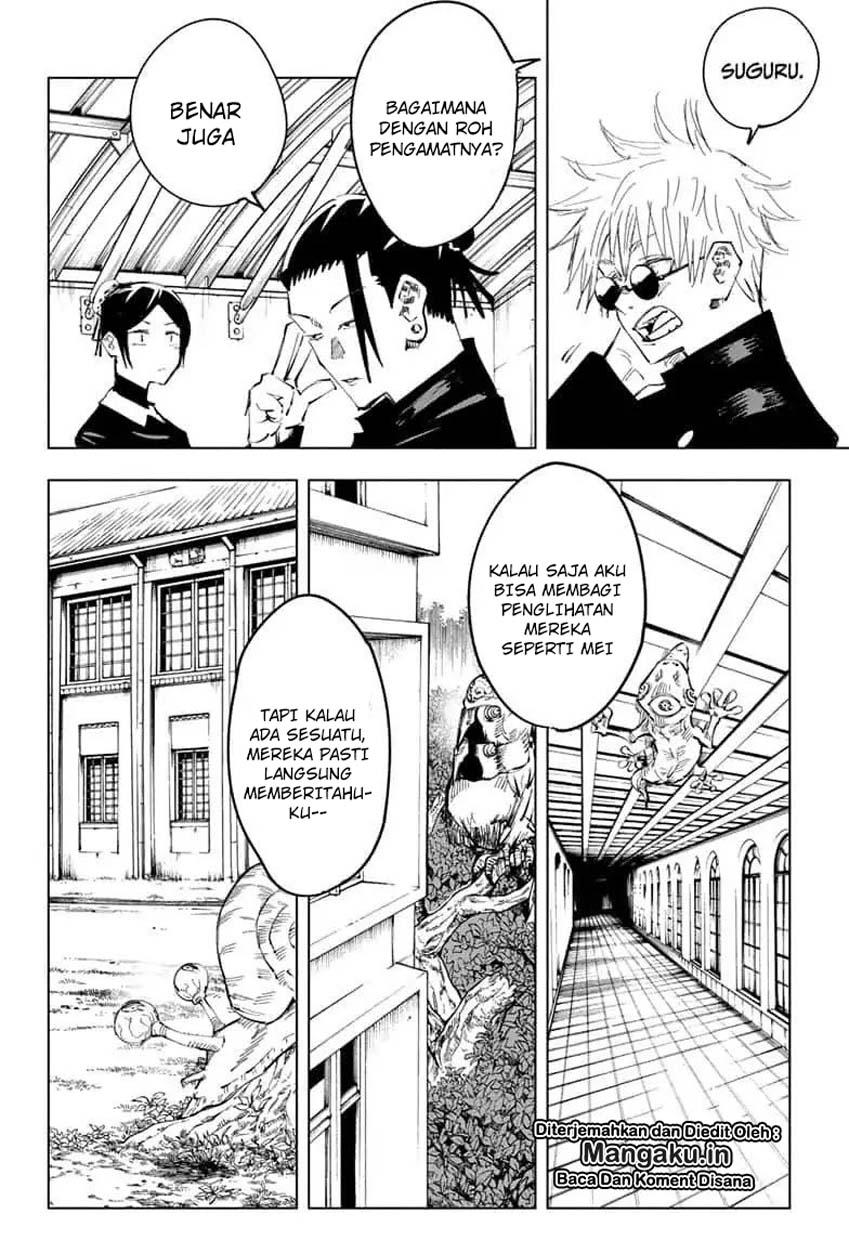 SUGURU.
BAGAIMANA
DENGAN ROH
PENGAMATNYA?
BENAR
JUGA
KALAU SAJA AKU
BISA MEMBAGI
PENGLIHATAN
MEREKA
SEPERTI MEI
TAPI KALAU
ADA SESUATU,
MEREKA PASTI
LANGSUNG
MEMBERITAHU-
KU--
Diterjemahkan dan Diedit Oleh :
Mangaku.in
Baca Dan Koment Disana